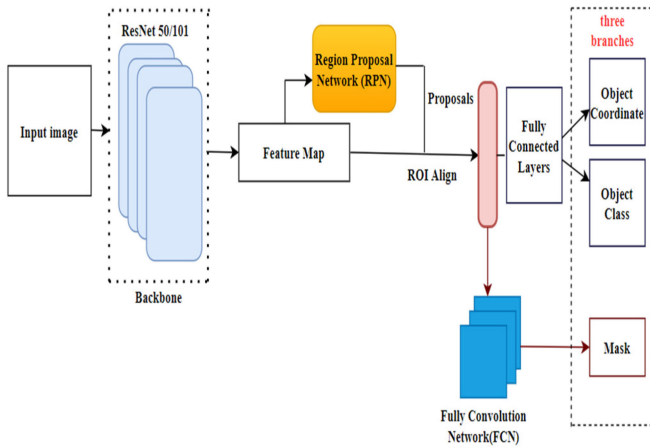 three
branches
ResNet 50/101
Region Proposal
Network (RPN)
Proposals
Object
Coordinate
Input image
Feature Map
Fully
Connected
Layers
ROI Align
Object
Class
Backbone
Mask
Fully Convolution
Network(FCN)